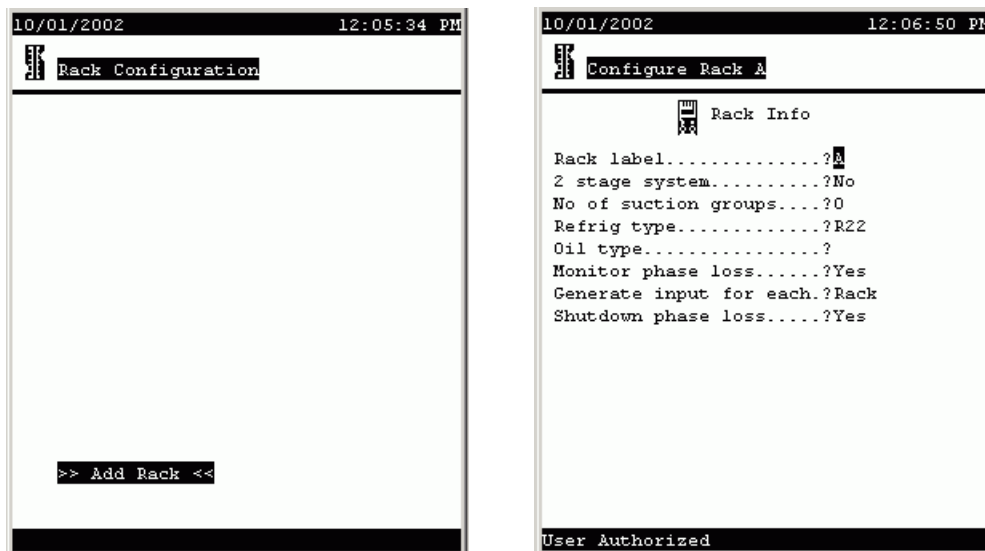 10/01/2002 12:05:34 PM
Rack Configuration
>> Add Rack <<
10/01/2002 12:06:50 PM
Configure Rack A
Rack Info
Rack label..............?A
2 stage system..........?No
No of suction groups....?0
Refrig type.............?R22
Oil type................?
Monitor phase loss......?Yes
Generate input for each.?Rack
Shutdown phase loss.....?Yes
User Authorized